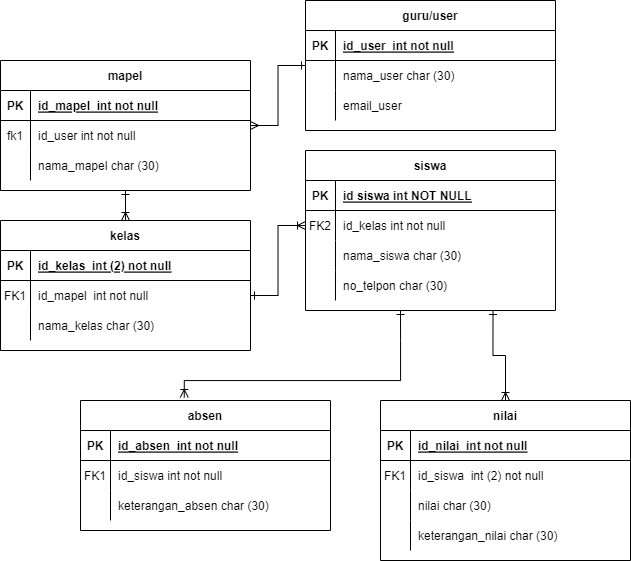 guru/user
PK id_user int not null
nama_user char (30)
email_user
mapel
PK id_mapel int not null
fk1 id_user int not null
nama_mapel char (30)
siswa
PK id siswa int NOT NULL
FK2 id_kelas int not null
nama_siswa char (30)
no_telpon char (30)
kelas
PK id_kelas int (2) not null
FK1 id_mapel int not null
nama_kelas char (30)
absen
PK id_absen int not null
FK1 id_siswa int not null
keterangan_absen char (30)
nilai
PK id_nilai int not null
FK1 id_siswa int (2) not null
nilai char (30)
keterangan_nilai char (30)